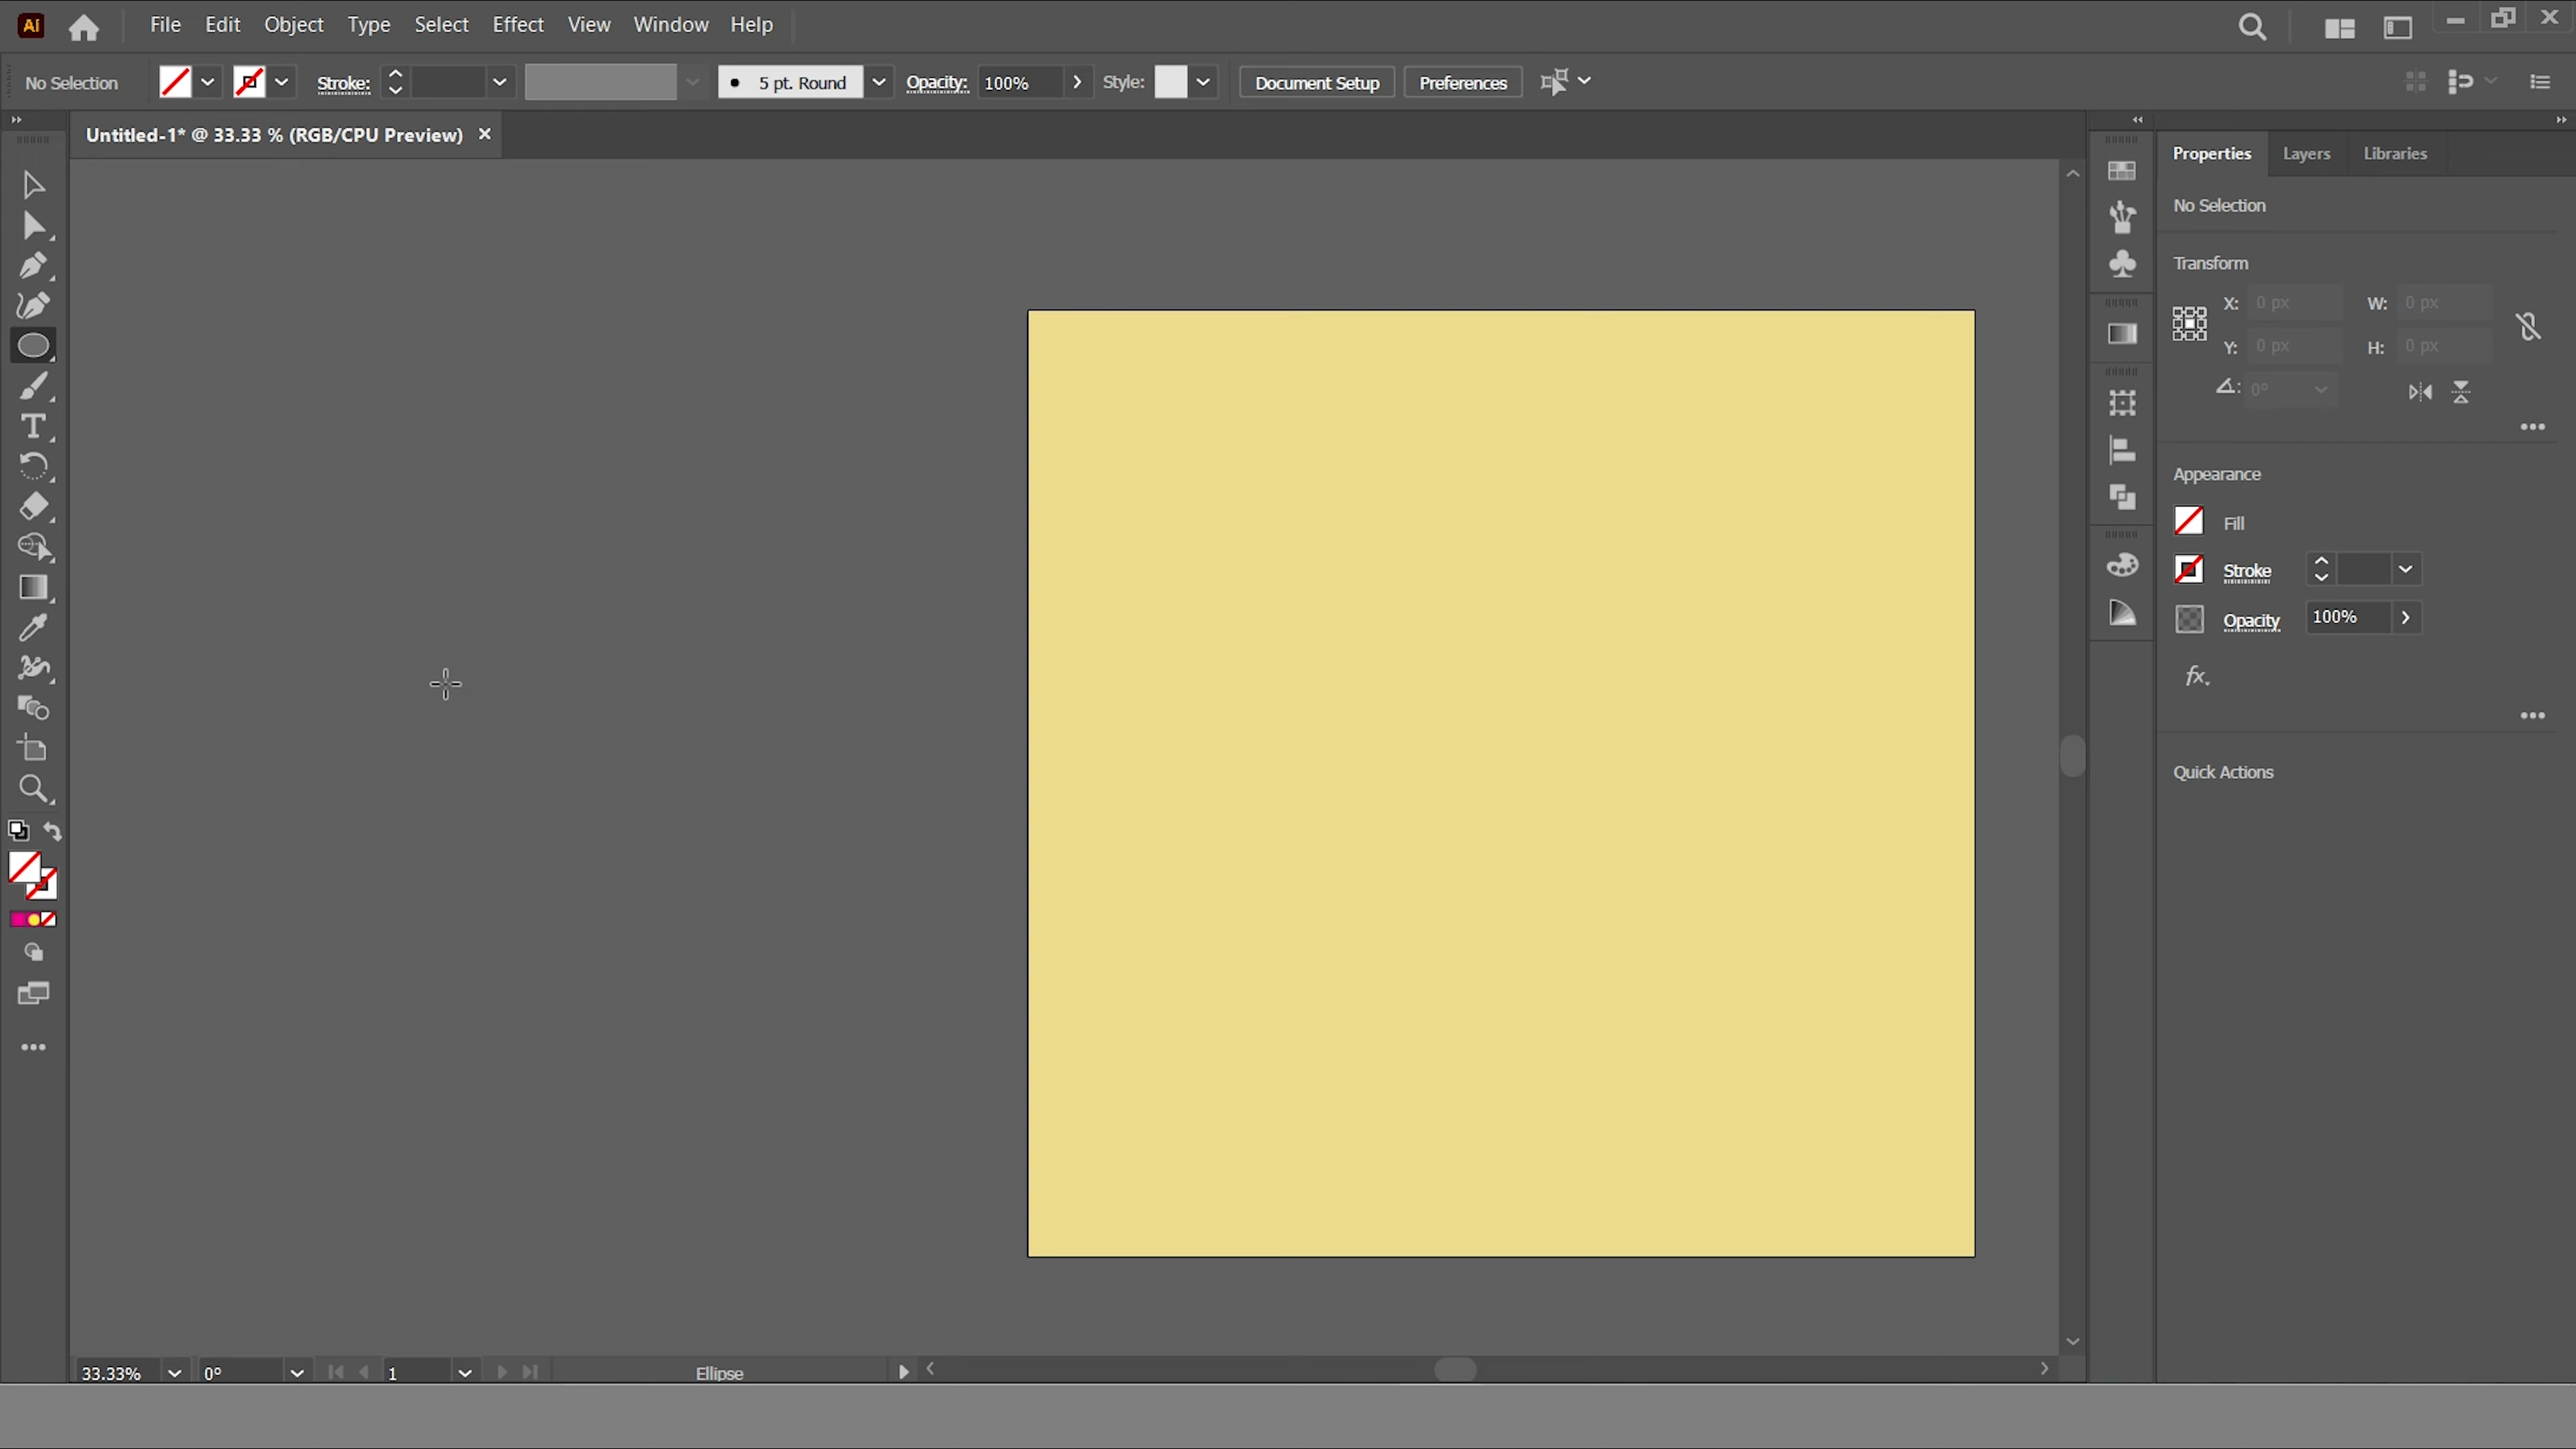 Ai File Edit Object Type Select Effect View Window Help
No Selection Stroke: 5 pt. Round Opacity: 100% Style: Document Setup Preferences
Untitled-1* @ 33.33 % (RGB/CPU Preview)
Properties Layers Libraries
No Selection
Transform
X: 0 px W: 0 px
Y: 0 px H: 0 px
0°
Appearance
Fill
Stroke
Opacity 100%
fx.
Quick Actions
T
33.33% 0° 1 Ellipse